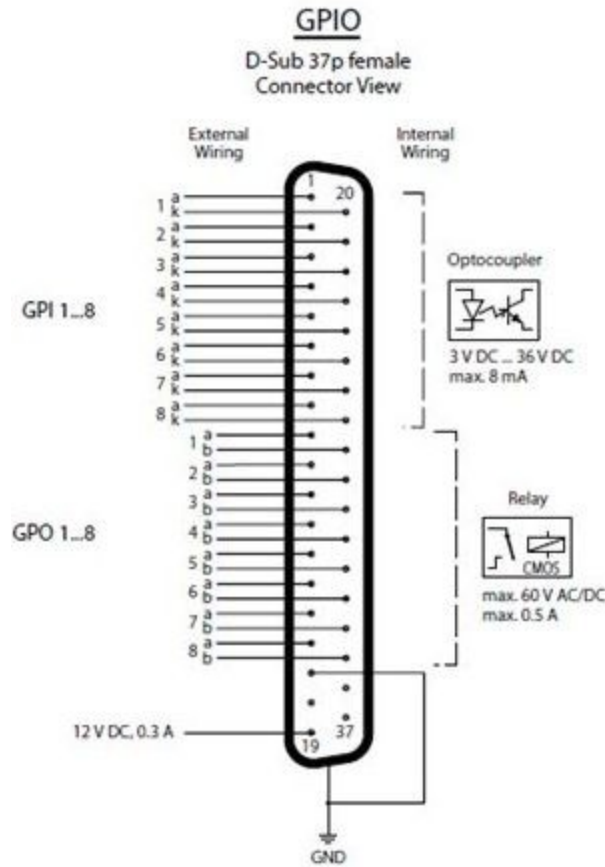 GPIO
D-Sub 37p female
Connector View
External
Wiring
Internal
Wiring
1
20
1 a
k
2 a
k
3 a
k
4 a
k
5 a
k
6 a
k
7 a
k
8 a
k
GPI 1...8
Optocoupler
3 V DC ... 36 V DC
max. 8 mA
1 a
b
2 a
b
3 a
b
4 a
b
5 a
b
6 a
b
7 a
b
8 a
b
GPO 1...8
Relay
CMOS
max. 60 V AC/DC
max. 0.5 A
12 V DC, 0.3 A
19
37
GND